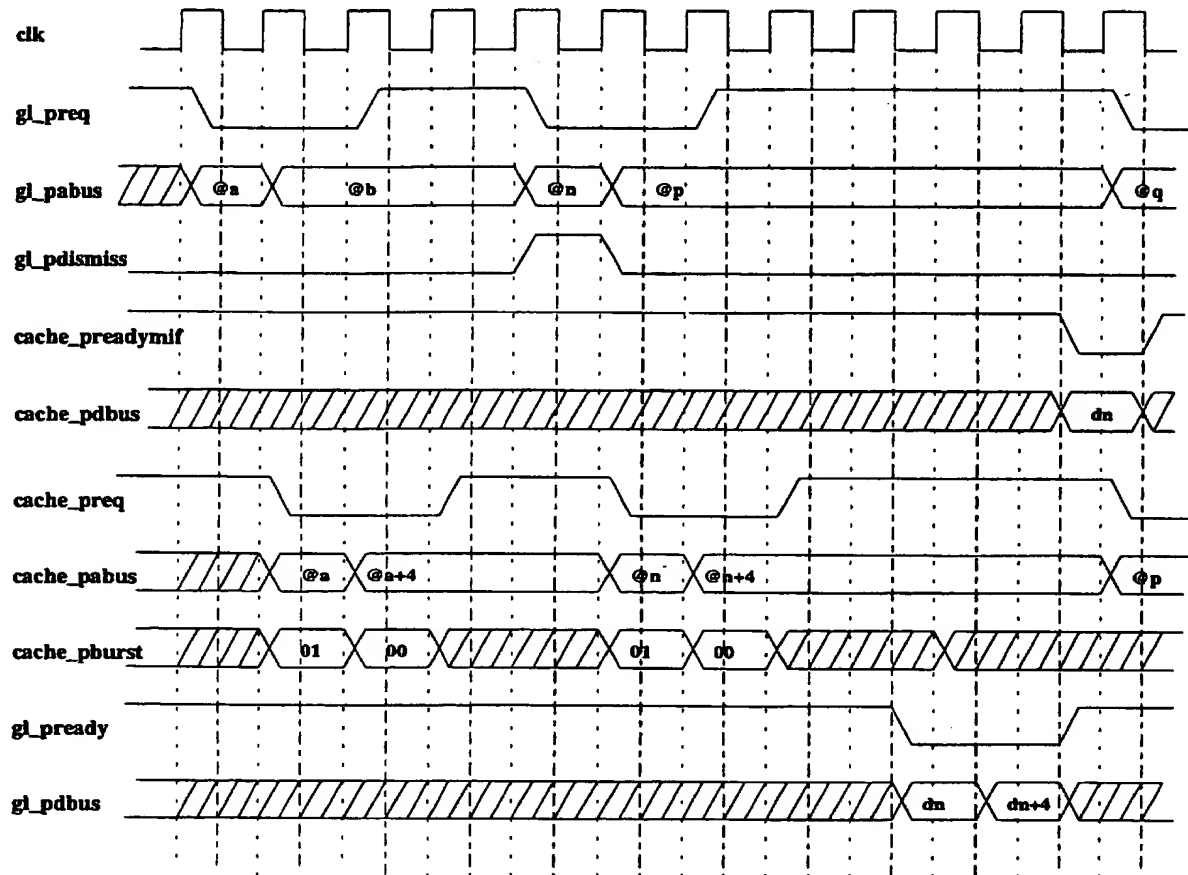 clk
gl_preq
gl_pabus @a @b @n @p @q
gl_pdismiss
cache_preadymif
cache_pdbus dn
cache_preq
cache_pabus @a @a+4 @n @n+4 @p
cache_pburst 01 00 01 00
gl_pready
gl_pdbus dn dn+4